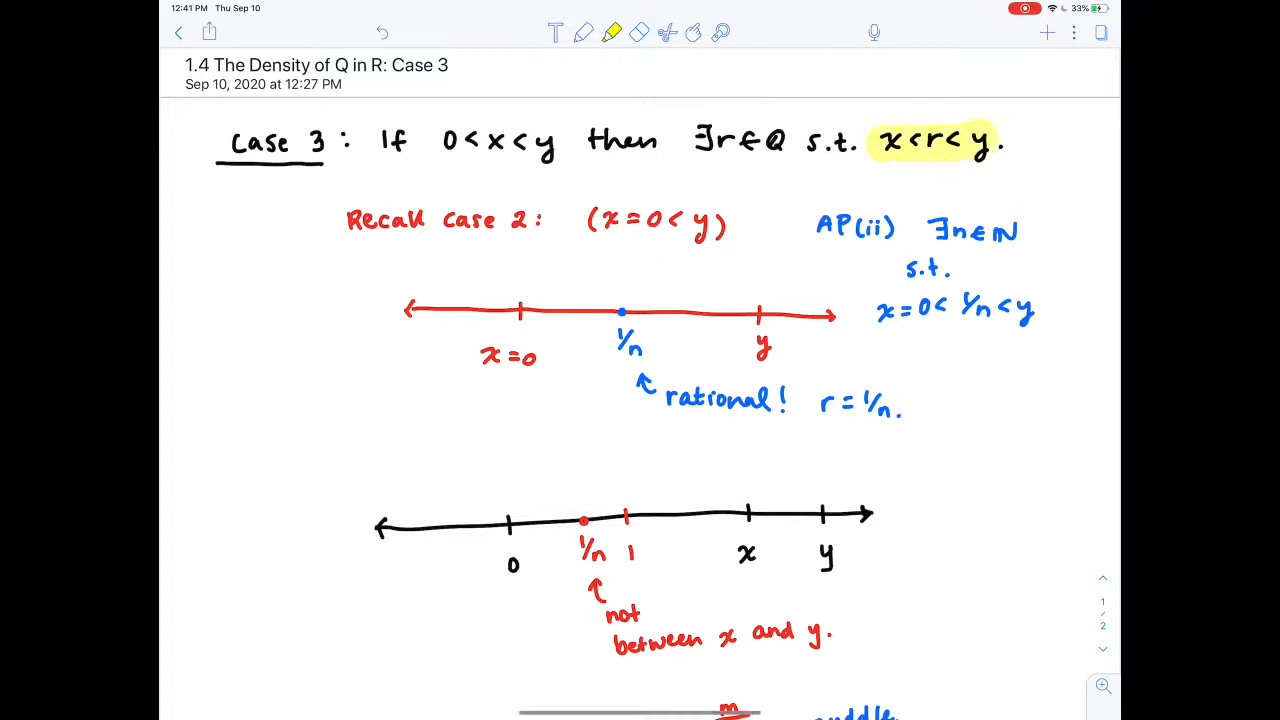 12:41 PM Thu Sep 10
33%
1.4 The Density of Q in R: Case 3
Sep 10, 2020 at 12:27 PM
Case 3: If 0 < x < y then ∃r ∈ ℚ s.t. x < r < y.
Recall case 2: (x = 0 < y)
AP(ii) ∃n ∈ ℕ
s.t.
x = 0 < 1/n < y
x = 0
1/n
y
rational! r = 1/n.
0
1/n
1
x
y
not
between x and y.
m
1
/
2